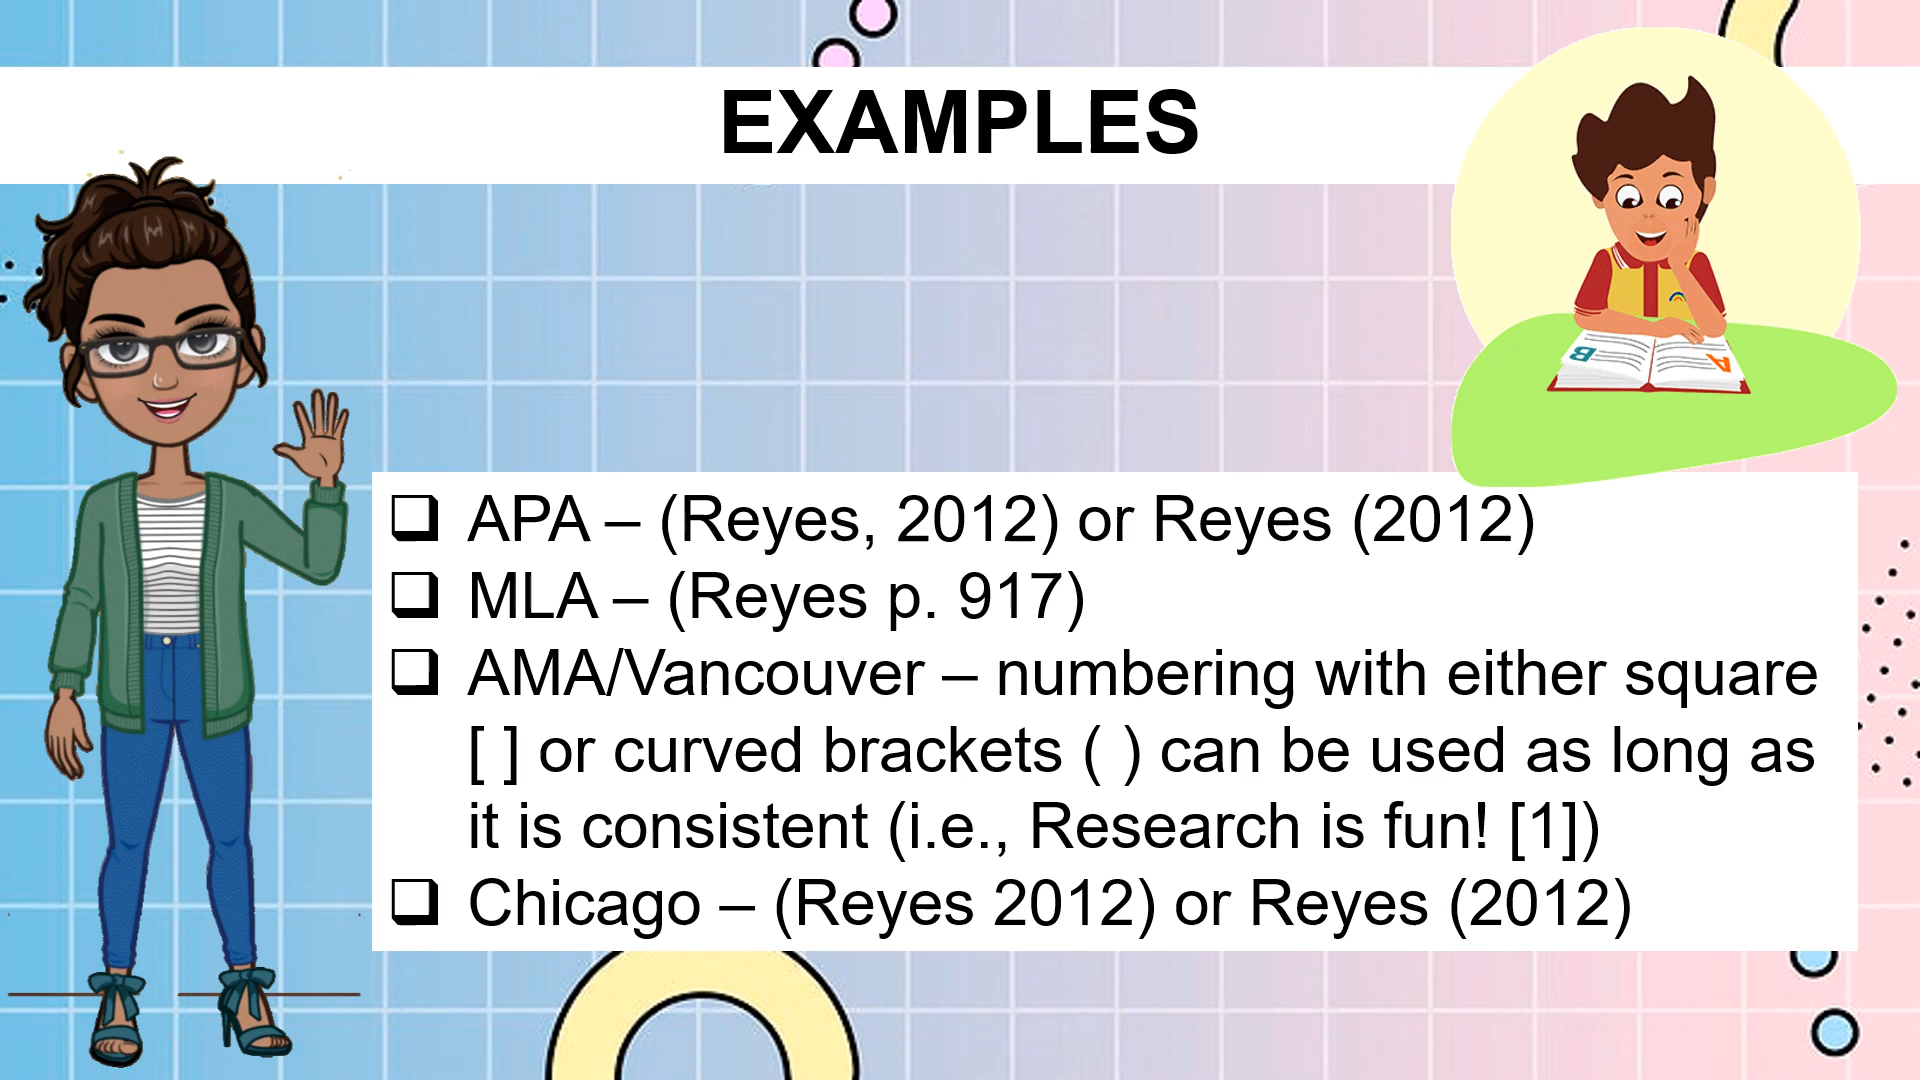 EXAMPLES
❑ APA – (Reyes, 2012) or Reyes (2012)
❑ MLA – (Reyes p. 917)
❑ AMA/Vancouver – numbering with either square
[ ] or curved brackets ( ) can be used as long as
it is consistent (i.e., Research is fun! [1])
❑ Chicago – (Reyes 2012) or Reyes (2012)
B
A